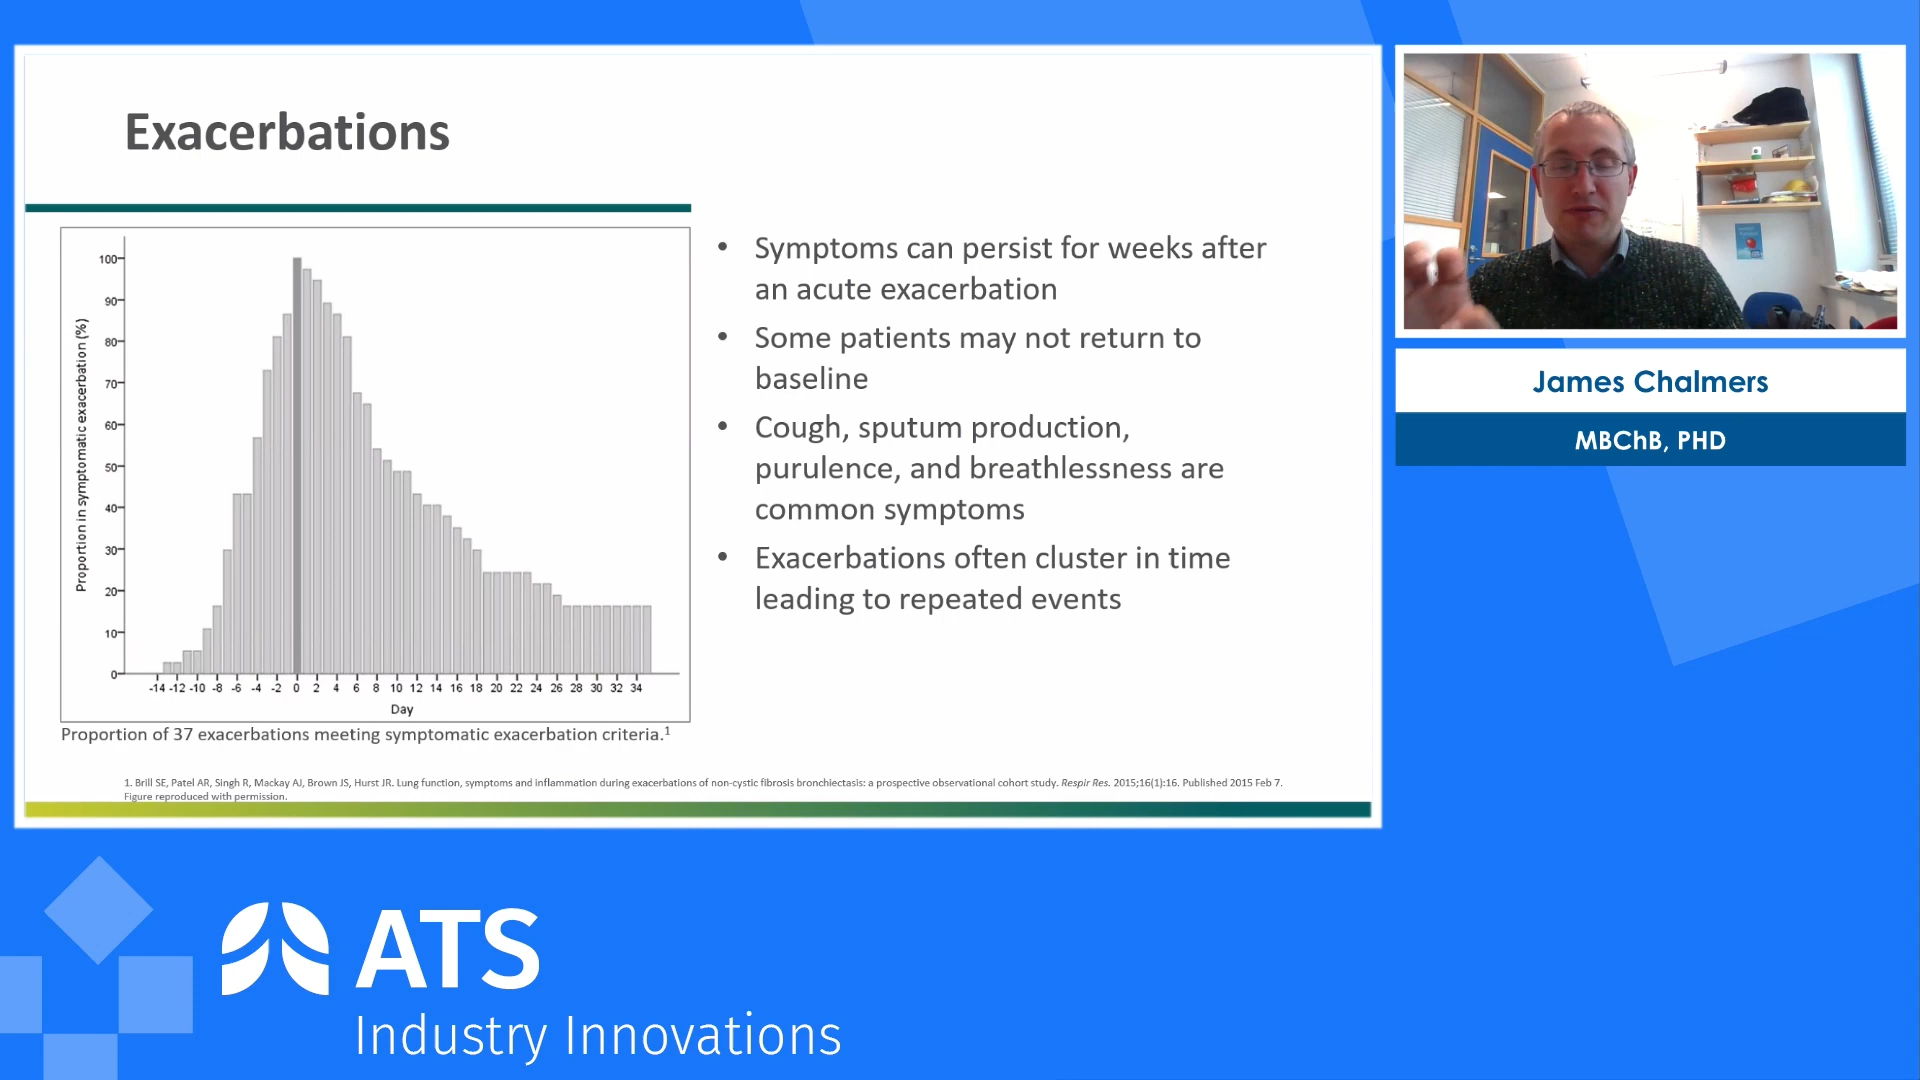 Exacerbations
100
90
80
70
60
50
40
30
20
10
0
Proportion in symptomatic exacerbation (%)
-14 -12 -10 -8 -6 -4 -2 0 2 4 6 8 10 12 14 16 18 20 22 24 26 28 30 32 34
Day
Proportion of 37 exacerbations meeting symptomatic exacerbation criteria.1
• Symptoms can persist for weeks after
an acute exacerbation
• Some patients may not return to
baseline
• Cough, sputum production,
purulence, and breathlessness are
common symptoms
• Exacerbations often cluster in time
leading to repeated events
1. Brill SE, Patel AR, Singh R, Mackay AJ, Brown JS, Hurst JR. Lung function, symptoms and inflammation during exacerbations of non-cystic fibrosis bronchiectasis: a prospective observational cohort study. Respir Res. 2015;16(1):16. Published 2015 Feb 7.
Figure reproduced with permission.
James Chalmers
MBChB, PHD
ATS
Industry Innovations